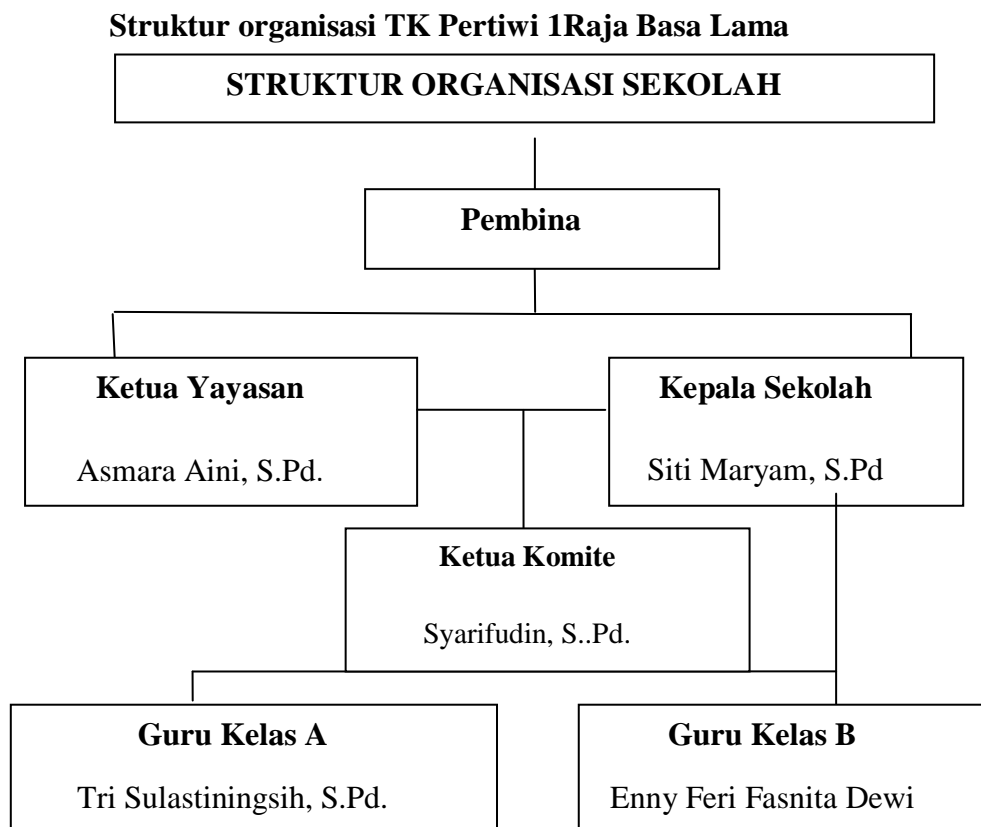 Struktur organisasi TK Pertiwi 1Raja Basa Lama
STRUKTUR ORGANISASI SEKOLAH
Pembina
Ketua Yayasan
Asmara Aini, S.Pd.
Kepala Sekolah
Siti Maryam, S.Pd
Ketua Komite
Syarifudin, S..Pd.
Guru Kelas A
Tri Sulastiningsih, S.Pd.
Guru Kelas B
Enny Feri Fasnita Dewi